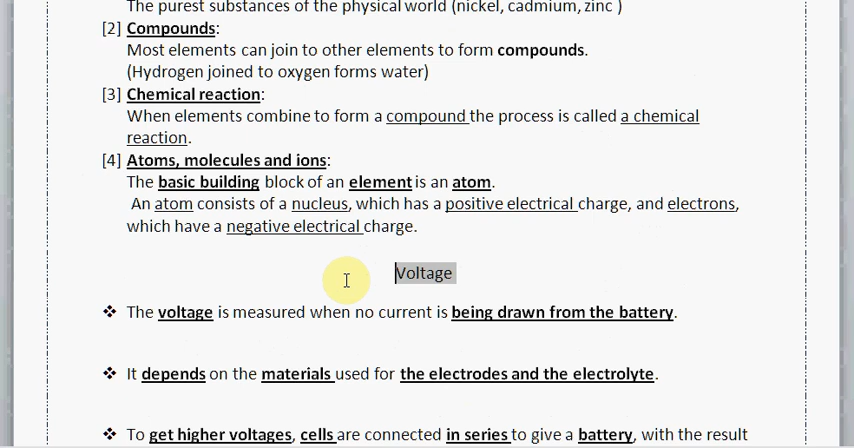 The purest substances of the physical world (nickel, cadmium, zinc )
[2] Compounds:
Most elements can join to other elements to form compounds.
(Hydrogen joined to oxygen forms water)
[3] Chemical reaction:
When elements combine to form a compound the process is called a chemical
reaction.
[4] Atoms, molecules and ions:
The basic building block of an element is an atom.
An atom consists of a nucleus, which has a positive electrical charge, and electrons,
which have a negative electrical charge.
Voltage
❖ The voltage is measured when no current is being drawn from the battery.
❖ It depends on the materials used for the electrodes and the electrolyte.
❖ To get higher voltages, cells are connected in series to give a battery, with the result